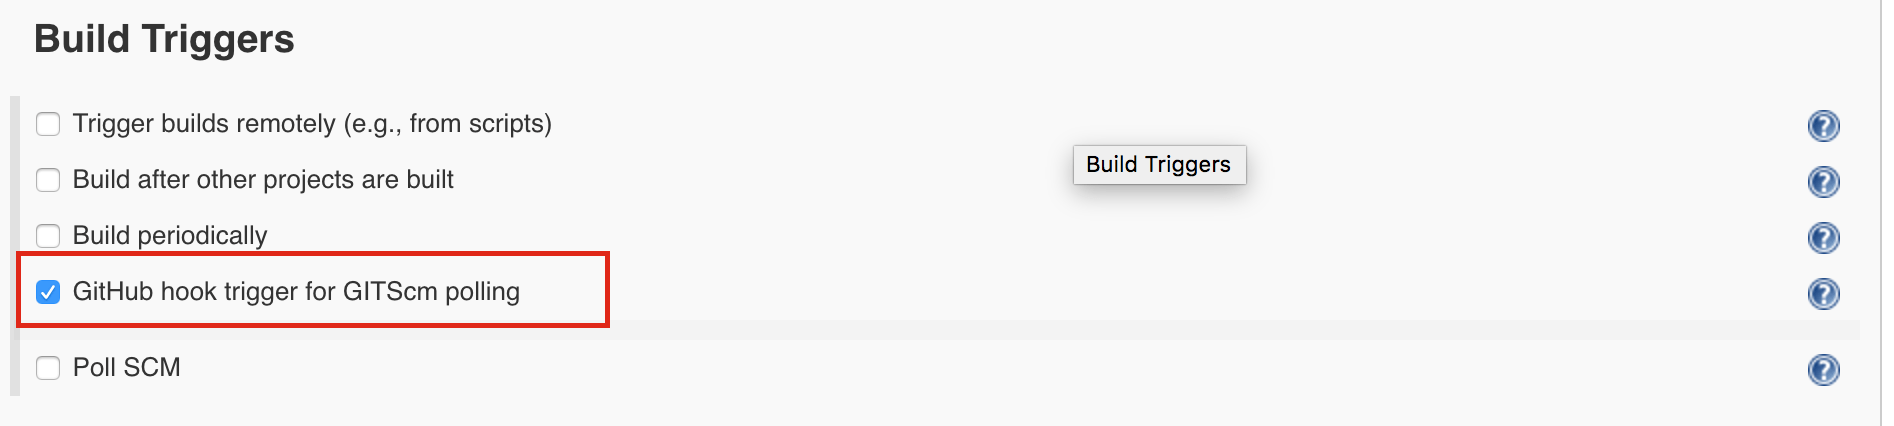 Build Triggers
Trigger builds remotely (e.g., from scripts)
Build Triggers
Build after other projects are built
Build periodically
GitHub hook trigger for GITScm polling
Poll SCM